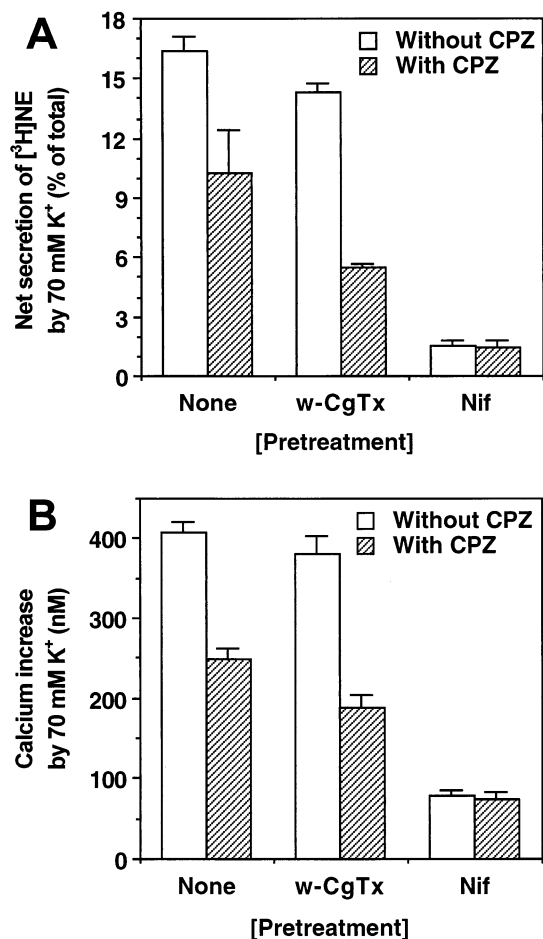 A
18
15
12
9
6
3
0
Net secretion of [³H]NE
by 70 mM K⁺ (% of total)
Without CPZ
With CPZ
None w-CgTx Nif
[Pretreatment]
B
400
300
200
100
0
Calcium increase
by 70 mM K⁺ (nM)
Without CPZ
With CPZ
None w-CgTx Nif
[Pretreatment]